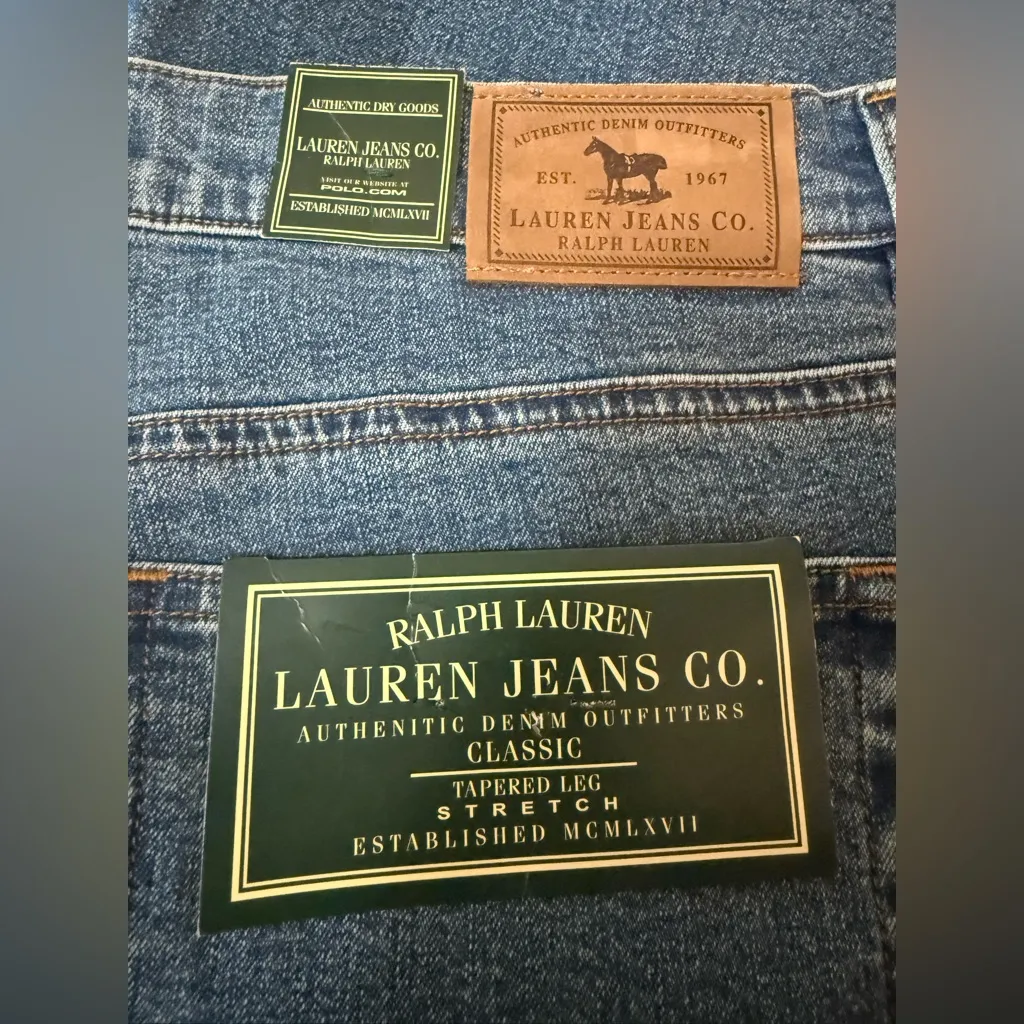 AUTHENTIC DRY GOODS
LAUREN JEANS CO.
RALPH LAUREN
VISIT OUR WEBSITE AT
POLO.COM
ESTABLISHED MCMLXVII
AUTHENTIC DENIM OUTFITTERS
EST. 1967
LAUREN JEANS CO.
RALPH LAUREN
RALPH LAUREN
LAUREN JEANS CO.
AUTHENITIC DENIM OUTFITTERS
CLASSIC
TAPERED LEG
STRETCH
ESTABLISHED MCMLXVII